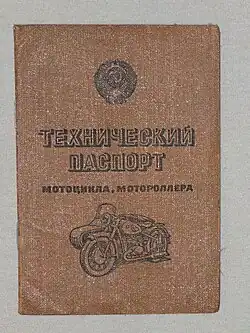 ТЕХНИЧЕСКИЙ
ПАСПОРТ
МОТОЦИКЛА, МОТОРОЛЛЕРА